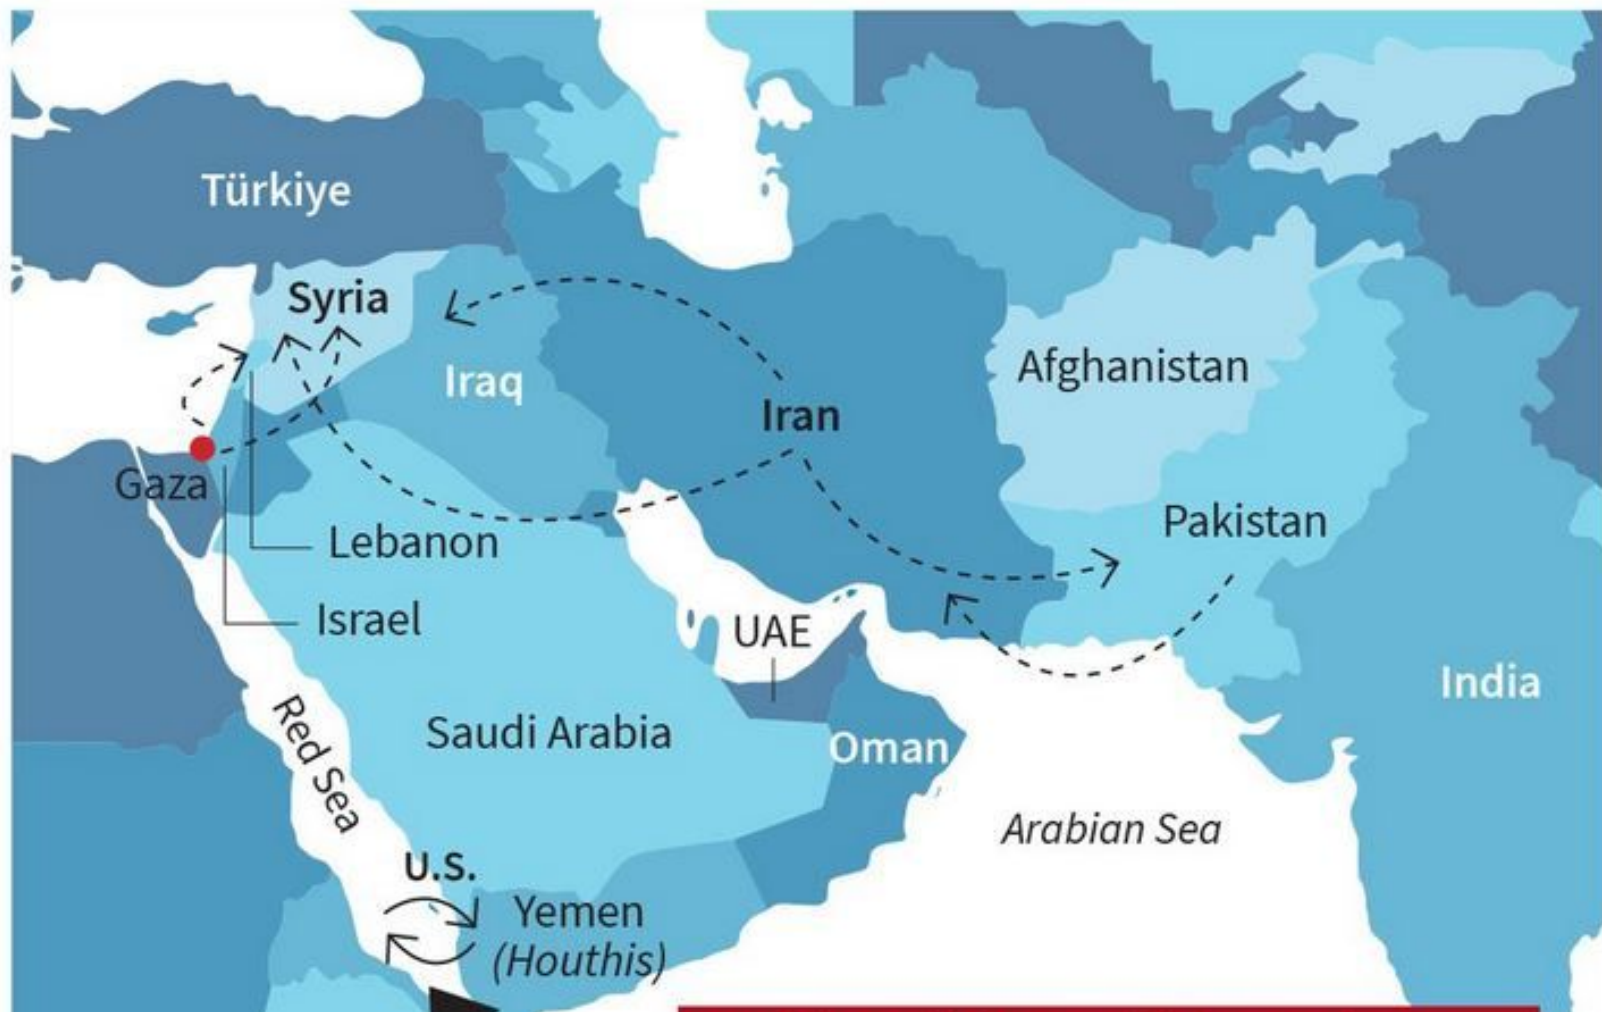 Türkiye
Syria
Iraq
Afghanistan
Iran
Gaza
Pakistan
Lebanon
Israel
UAE
India
Red Sea
Saudi Arabia
Oman
Arabian Sea
U.S.
Yemen
(Houthis)